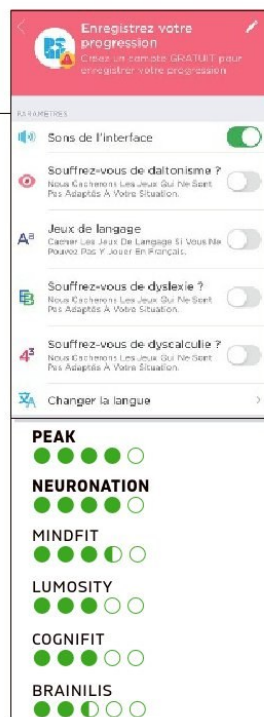 Enregistrez votre
progression
Créez un compte GRATUIT pour
enregistrer votre progression
PARAMÈTRES
Sons de l'interface
Souffrez-vous de daltonisme ?
Nous Cacherons Les Jeux Qui Ne Sont
Pas Adaptés À Votre Situation.
Aa Jeux de langage
Cacher Les Jeux De Langage Si Vous Ne
Pouvez Pas Y Jouer En Français.
Souffrez-vous de dyslexie ?
Nous Cacherons Les Jeux Qui Ne Sont
Pas Adaptés À Votre Situation.
4³ Souffrez-vous de dyscalculie ?
Nous Cacherons Les Jeux Qui Ne Sont
Pas Adaptés À Votre Situation.
Changer la langue
PEAK
NEURONATION
MINDFIT
LUMOSITY
COGNIFIT
BRAINILIS